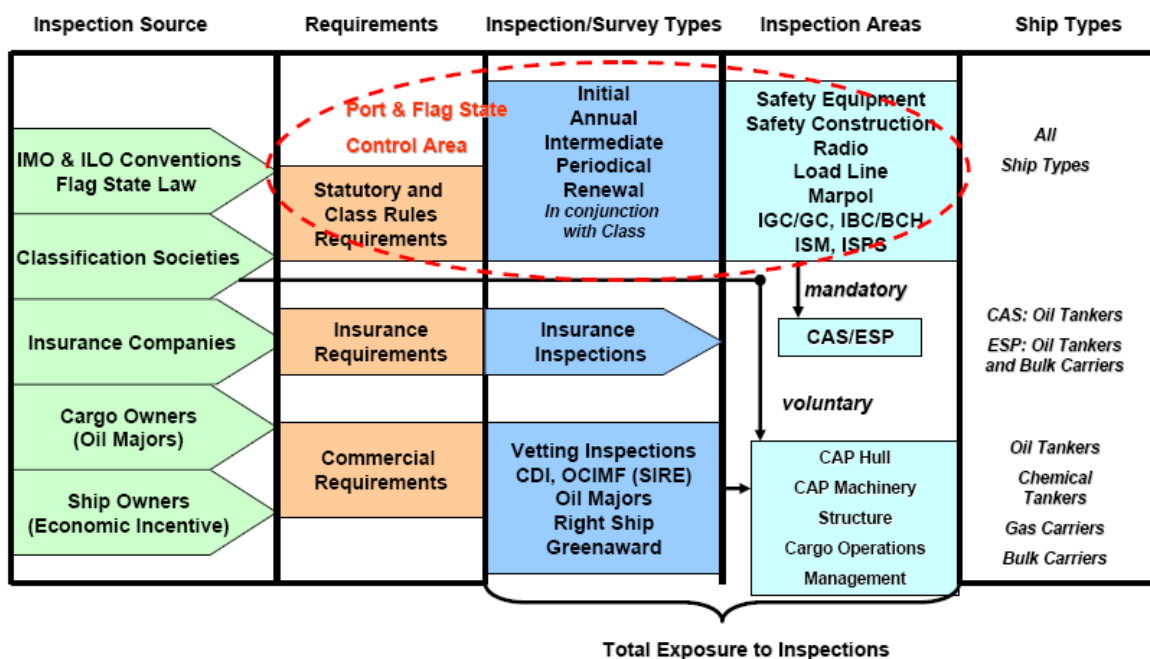 Inspection Source
Requirements
Inspection/Survey Types
Inspection Areas
Ship Types
IMO & ILO Conventions
Flag State Law
Classification Societies
Insurance Companies
Cargo Owners
(Oil Majors)
Ship Owners
(Economic Incentive)
Port & Flag State
Control Area
Statutory and
Class Rules
Requirements
Insurance
Requirements
Commercial
Requirements
Initial
Annual
Intermediate
Periodical
Renewal
In conjunction
with Class
Insurance
Inspections
Vetting Inspections
CDI, OCIMF (SIRE)
Oil Majors
Right Ship
Greenaward
Safety Equipment
Safety Construction
Radio
Load Line
Marpol
IGC/GC, IBC/BCH
ISM, ISPS
mandatory
CAS/ESP
voluntary
CAP Hull
CAP Machinery
Structure
Cargo Operations
Management
All
Ship Types
CAS: Oil Tankers
ESP: Oil Tankers
and Bulk Carriers
Oil Tankers
Chemical
Tankers
Gas Carriers
Bulk Carriers
Total Exposure to Inspections